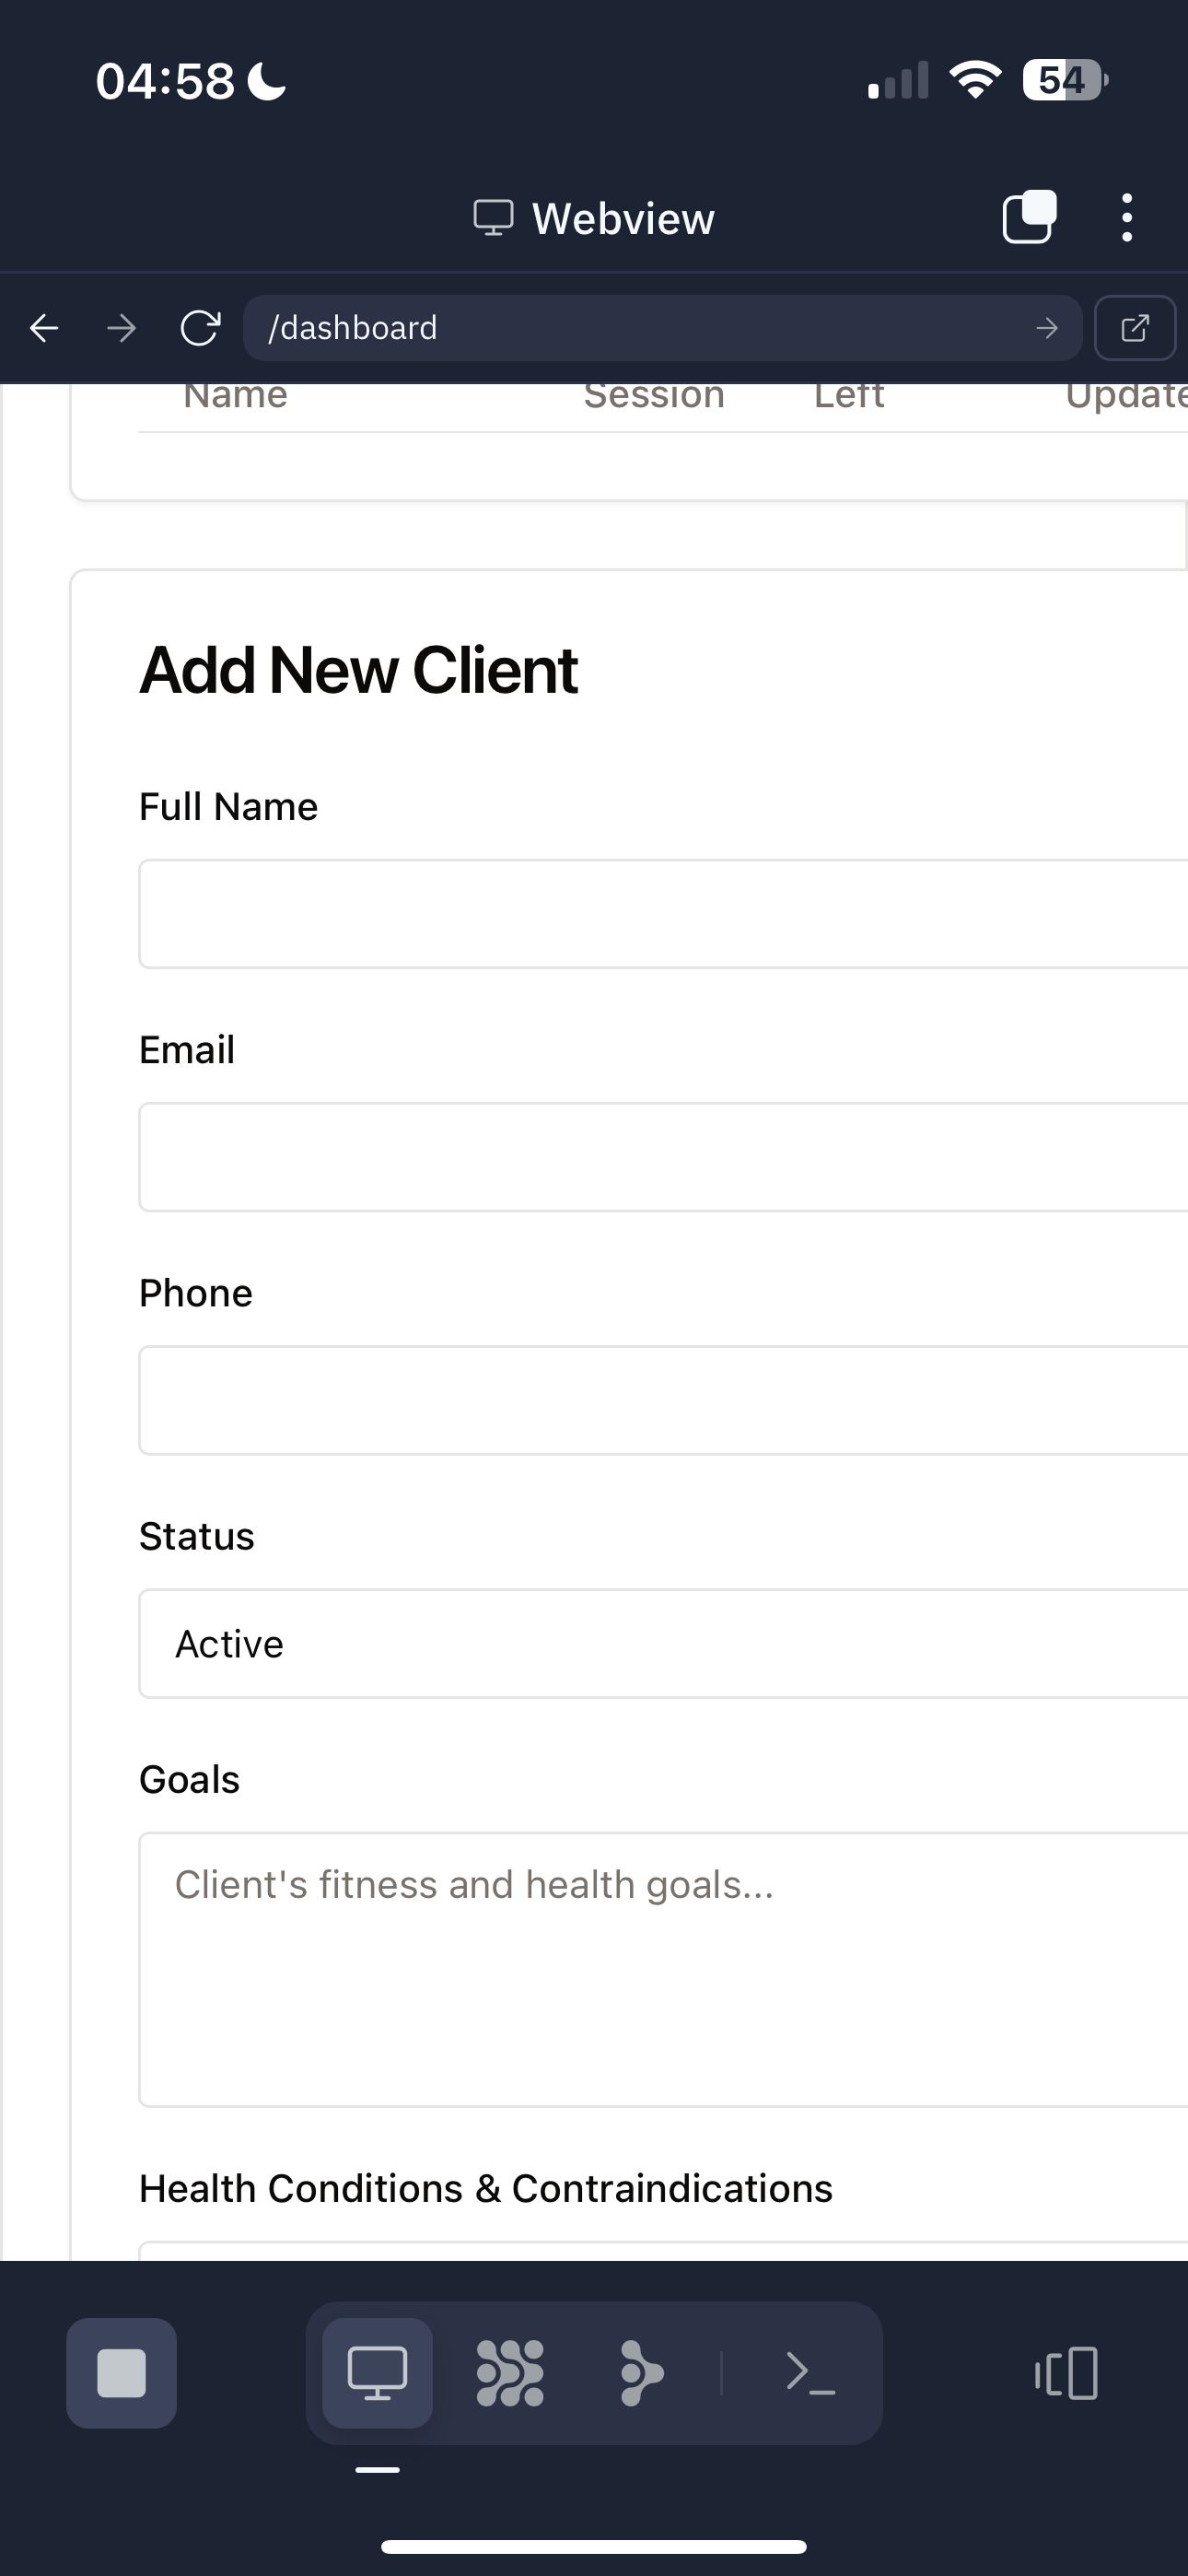 04:58
54
Webview
/dashboard
Name Session Left Update
Add New Client
Full Name
Email
Phone
Status
Active
Goals
Client's fitness and health goals...
Health Conditions & Contraindications